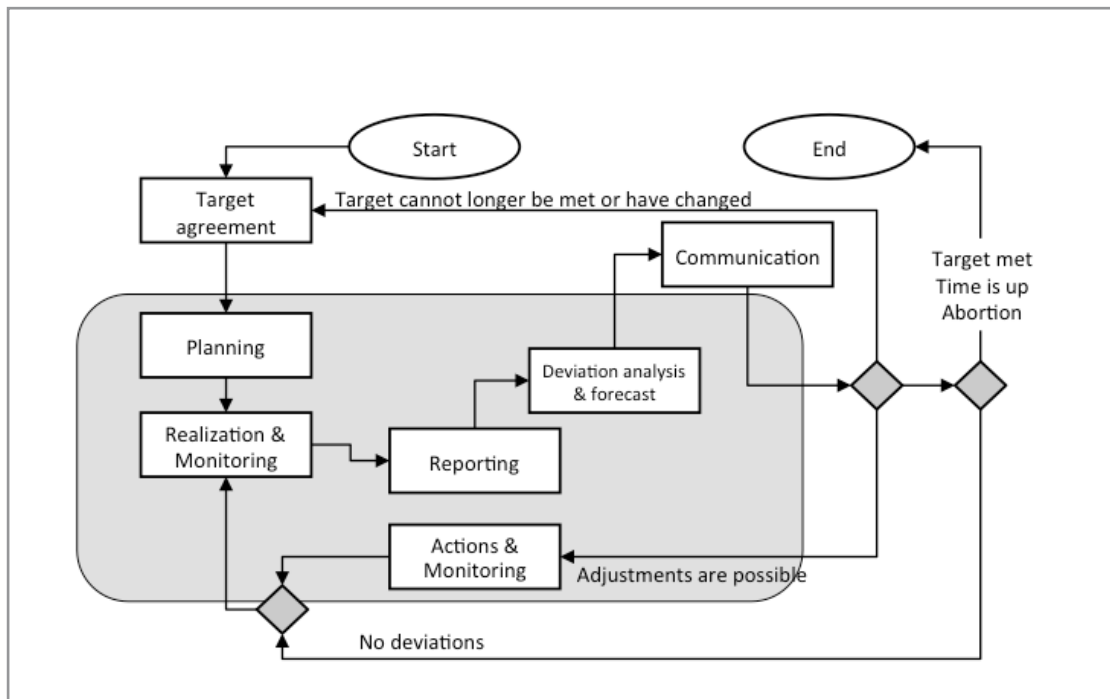 Start
End
Target
agreement
Target cannot longer be met or have changed
Communication
Target met
Time is up
Abortion
Planning
Deviation analysis
& forecast
Realization &
Monitoring
Reporting
Actions &
Monitoring
Adjustments are possible
No deviations